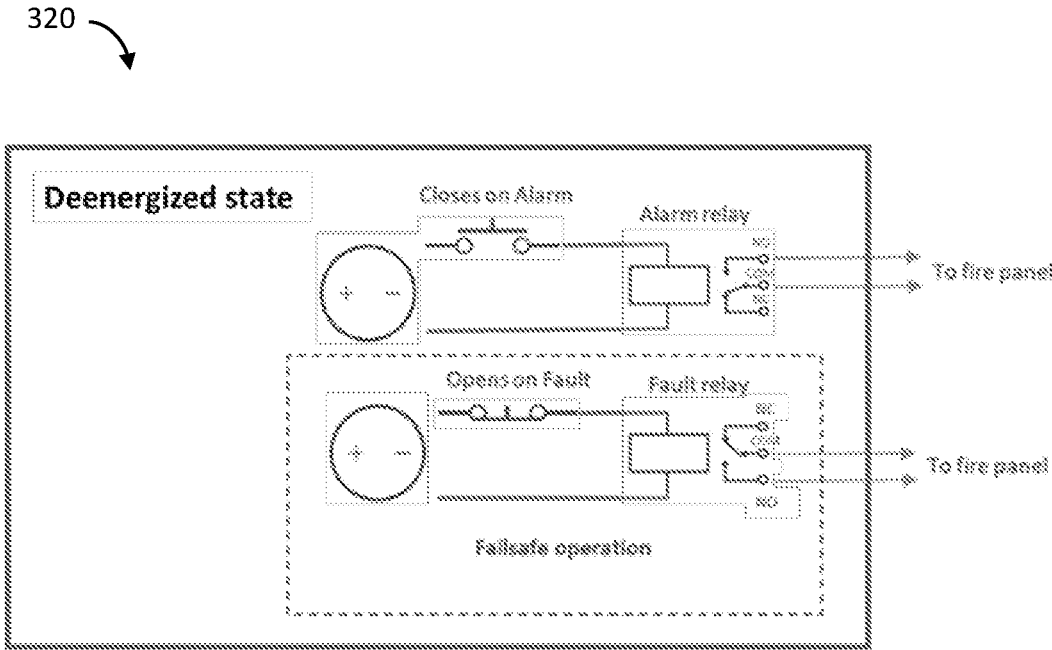 320
Deenergized state
Closes on Alarm
Alarm relay
+ −
To fire panel
Opens on Fault
Fault relay
NC
+ −
To fire panel
NO
Failsafe operation